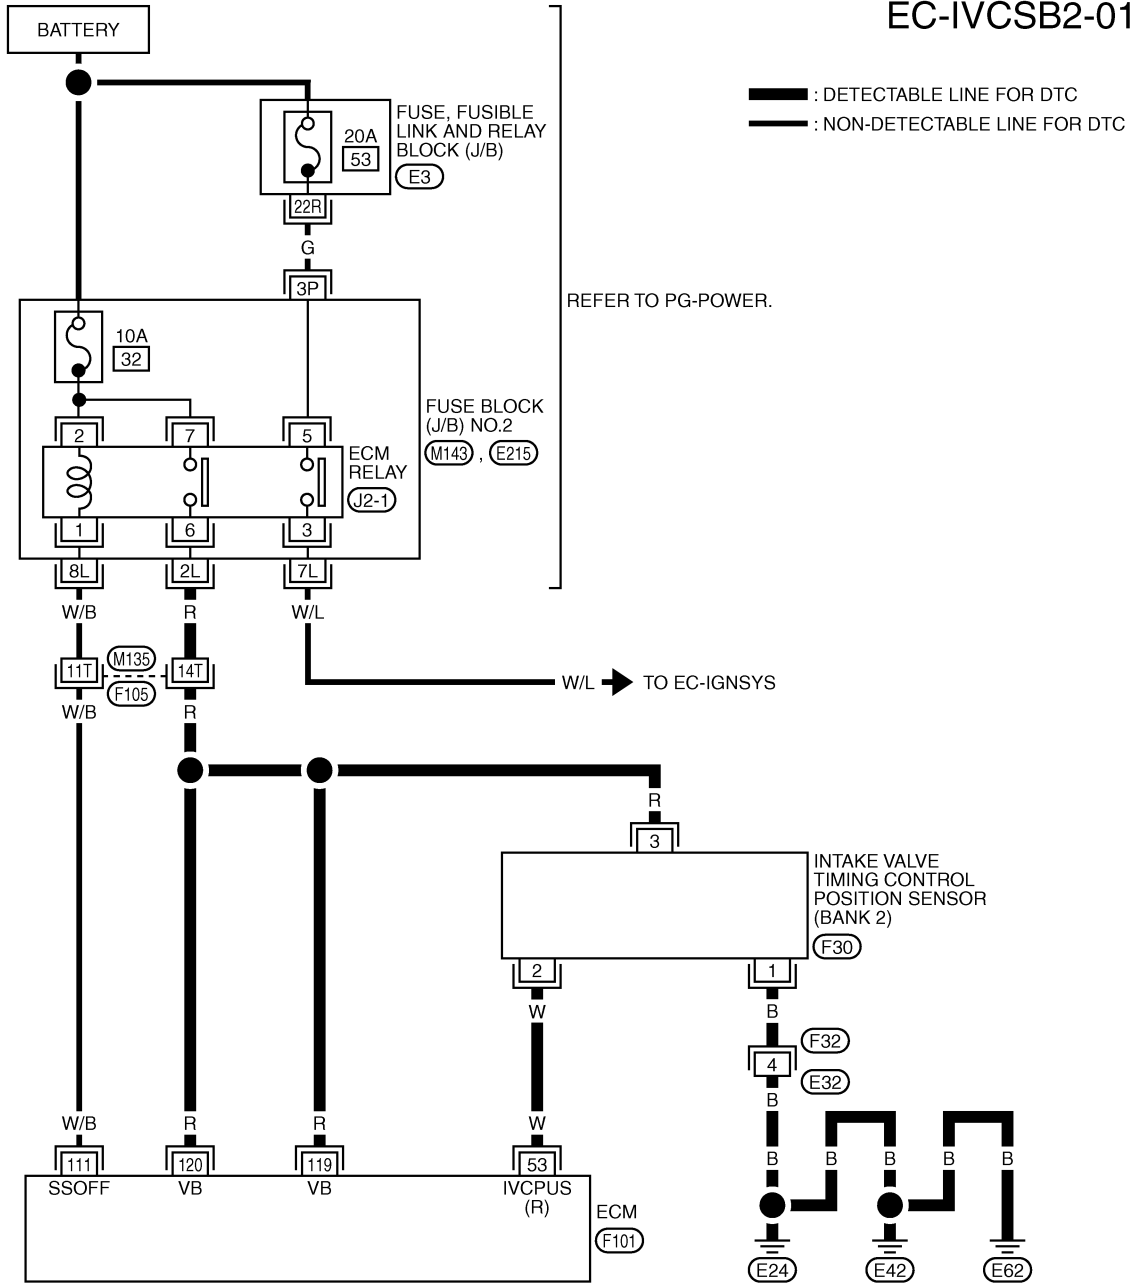 EC-IVCSB2-01
BATTERY
: DETECTABLE LINE FOR DTC
: NON-DETECTABLE LINE FOR DTC
FUSE, FUSIBLE
LINK AND RELAY
BLOCK (J/B)
E3
20A
53
22R
G
3P
REFER TO PG-POWER.
10A
32
FUSE BLOCK
(J/B) NO.2
M143 , E215
2 7 5
ECM
RELAY
J2-1
1 6 3
8L 2L 7L
W/B R W/L
11T M135 14T
F105
W/L TO EC-IGNSYS
W/B R
R
3
INTAKE VALVE
TIMING CONTROL
POSITION SENSOR
(BANK 2)
F30
2 1
W B
F32
4
E32
B
W/B R R W
B B B B B
111 120 119 53
SSOFF VB VB IVCPUS
(R)
ECM
F101
E24 E42 E62